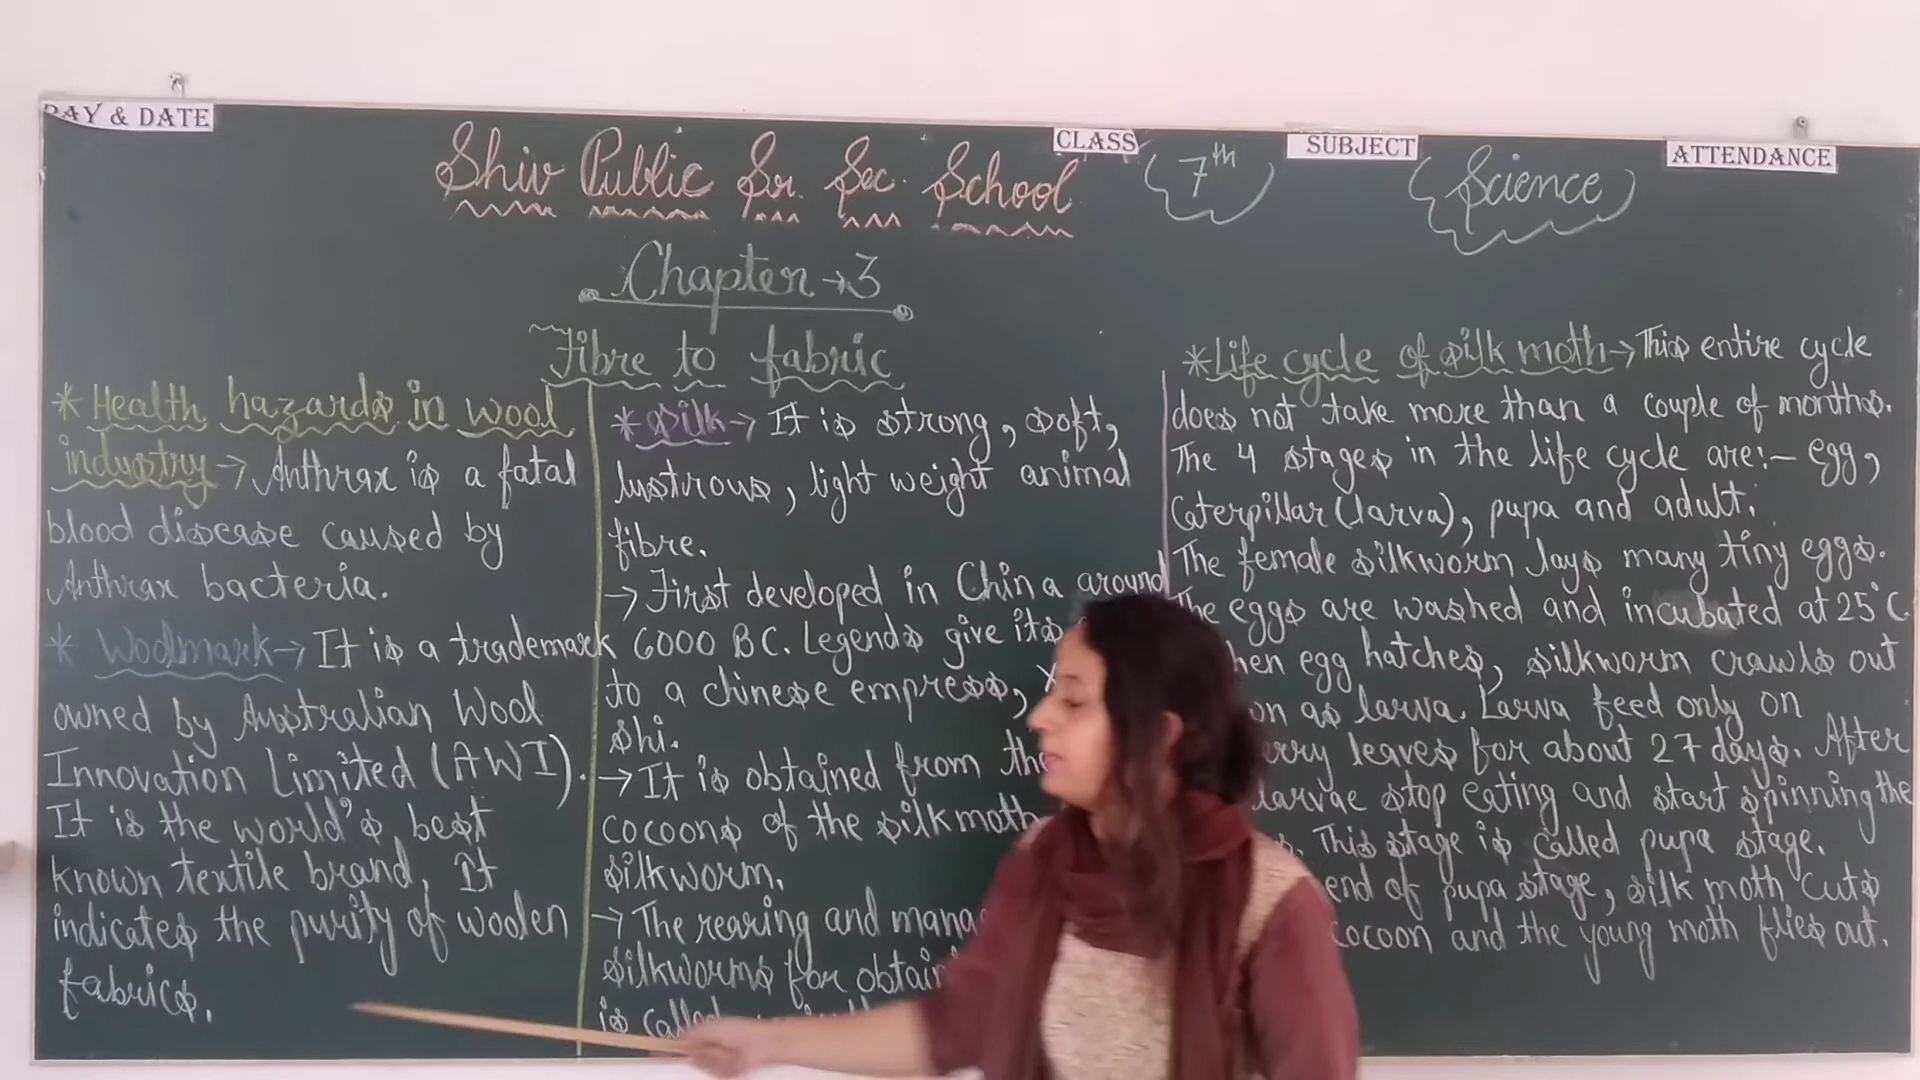 DAY & DATE
CLASS
SUBJECT
ATTENDANCE
Shiv Public Sr. Sec. School
7th
Science
Chapter → 3
Fibre to fabric
* Health hazards in wool
industry → Anthrax is a fatal
blood disease caused by
Anthrax bacteria.
* Woolmark → It is a trademark
owned by Australian Wool
Innovation Limited (AWI).
It is the world's best
known textile brand. It
indicates the purity of woolen
fabrics.
* Silk → It is strong, soft,
lustrous, light weight animal
fibre.
→ First developed in China around
6000 BC. Legends give its
to a chinese empress,
Shi.
→ It is obtained from the
cocoons of the silkmoth
silkworm.
→ The rearing and
silkworms for
is called
* Life cycle of silk moth → This entire cycle
does not take more than a couple of months.
The 4 stages in the life cycle are:- egg,
Caterpillar (larva), pupa and adult.
The female silkworm lays many tiny eggs.
The eggs are washed and incubated at 25°C.
egg hatches, silkworm crawls out
as larva. Larva feed only on
leaves for about 27 days. After
larvae stop eating and start spinning the
This stage is called pupa stage.
end of pupa stage, silk moth cuts
cocoon and the young moth flies out.